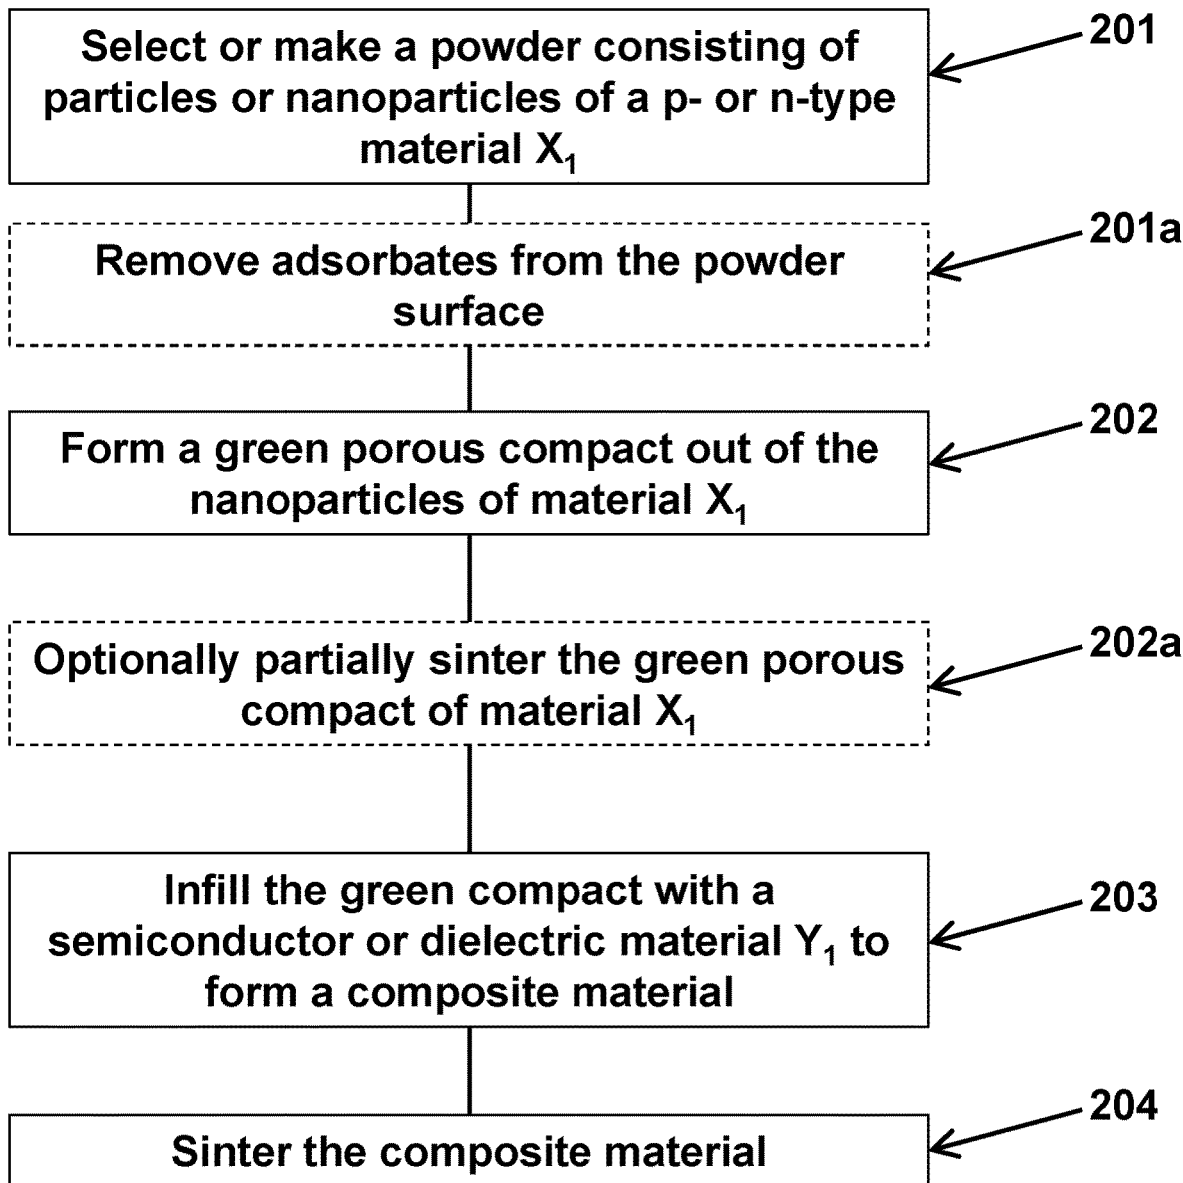 Select or make a powder consisting of
particles or nanoparticles of a p- or n-type
material X₁
201
Remove adsorbates from the powder
surface
201a
Form a green porous compact out of the
nanoparticles of material X₁
202
Optionally partially sinter the green porous
compact of material X₁
202a
Infill the green compact with a
semiconductor or dielectric material Y₁ to
form a composite material
203
Sinter the composite material
204